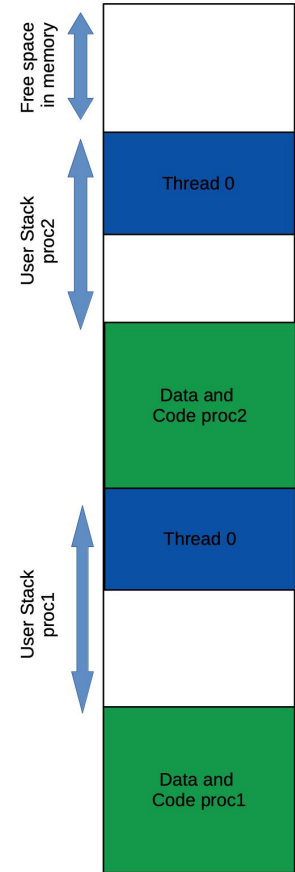 Free space
in memory
Thread 0
User Stack
proc2
Data and
Code proc2
Thread 0
User Stack
proc1
Data and
Code proc1